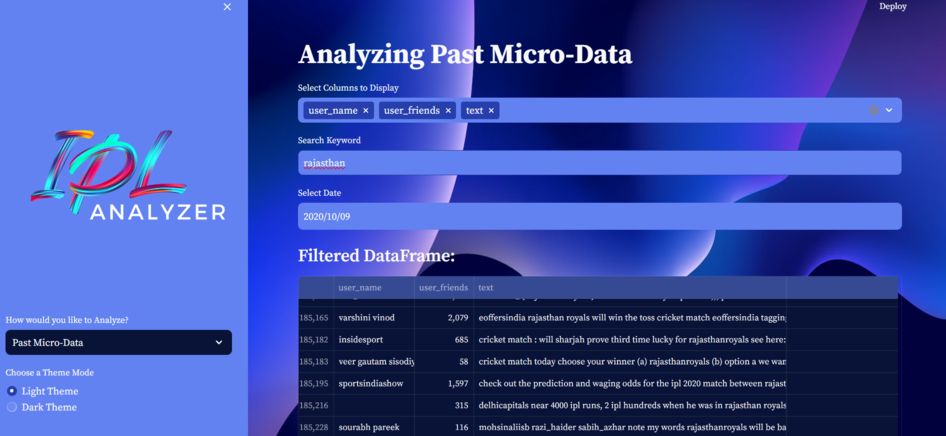 Deploy
IPL
ANALYZER
How would you like to Analyze?
Past Micro-Data
Choose a Theme Mode
Light Theme
Dark Theme
Analyzing Past Micro-Data
Select Columns to Display
user_name user_friends text
Search Keyword
rajasthan
Select Date
2020/10/09
Filtered DataFrame:
user_name user_friends text
185,165 varshini vinod 2,079 eoffersindia rajasthan royals will win the toss cricket match eoffersindia tagging
185,182 insidesport 685 cricket match : will sharjah prove third time lucky for rajasthanroyals see here:
185,183 veer gautam sisodiy 58 cricket match today choose your winner (a) rajasthanroyals (b) option a we wan
185,195 sportsindiashow 1,597 check out the prediction and waging odds for the ipl 2020 match between rajast
185,216 315 delhicapitals near 4000 ipl runs, 2 ipl hundreds when he was in rajasthan royals
185,228 sourabh pareek 116 mohsinaliisb razi_haider sabih_azhar note my words rajasthanroyals will be ba